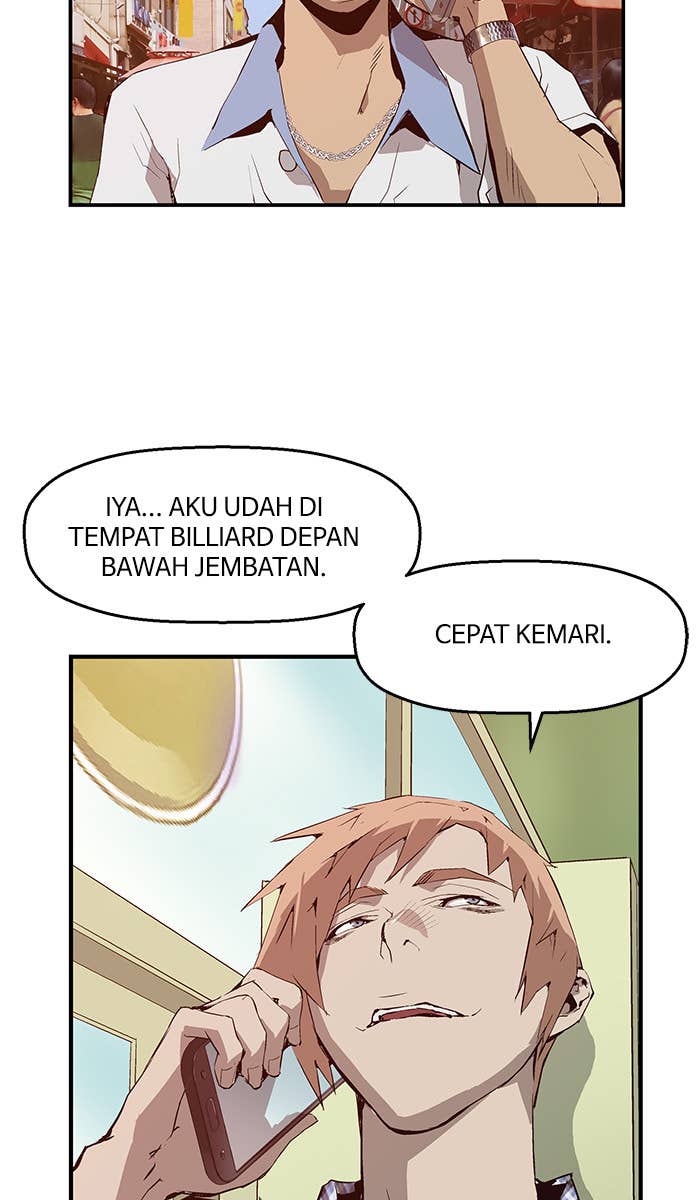 IYA... AKU UDAH DI
TEMPAT BILLIARD DEPAN
BAWAH JEMBATAN.
CEPAT KEMARI.